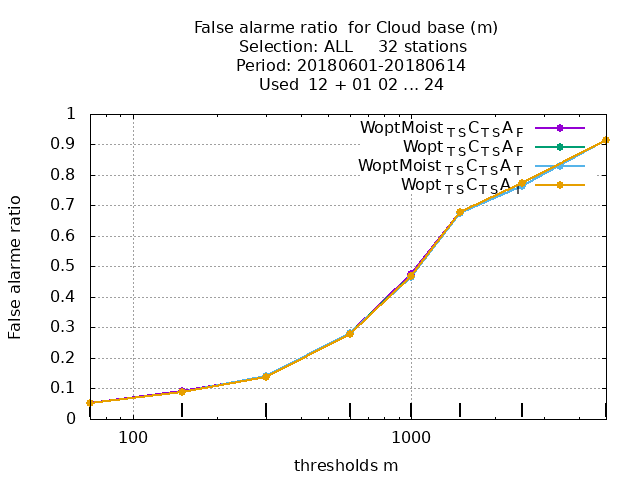 False alarme ratio  for Cloud base (m)
Selection: ALL     32 stations
Period: 20180601-20180614
Used  12 + 01 02 ... 24
WoptMoist TS C TS A F
Wopt TS C TS A F
WoptMoist TS C TS A T
Wopt TS C TS A T
1
0.9
0.8
0.7
0.6
0.5
0.4
0.3
0.2
0.1
0
False alarme ratio
100 1000
thresholds m